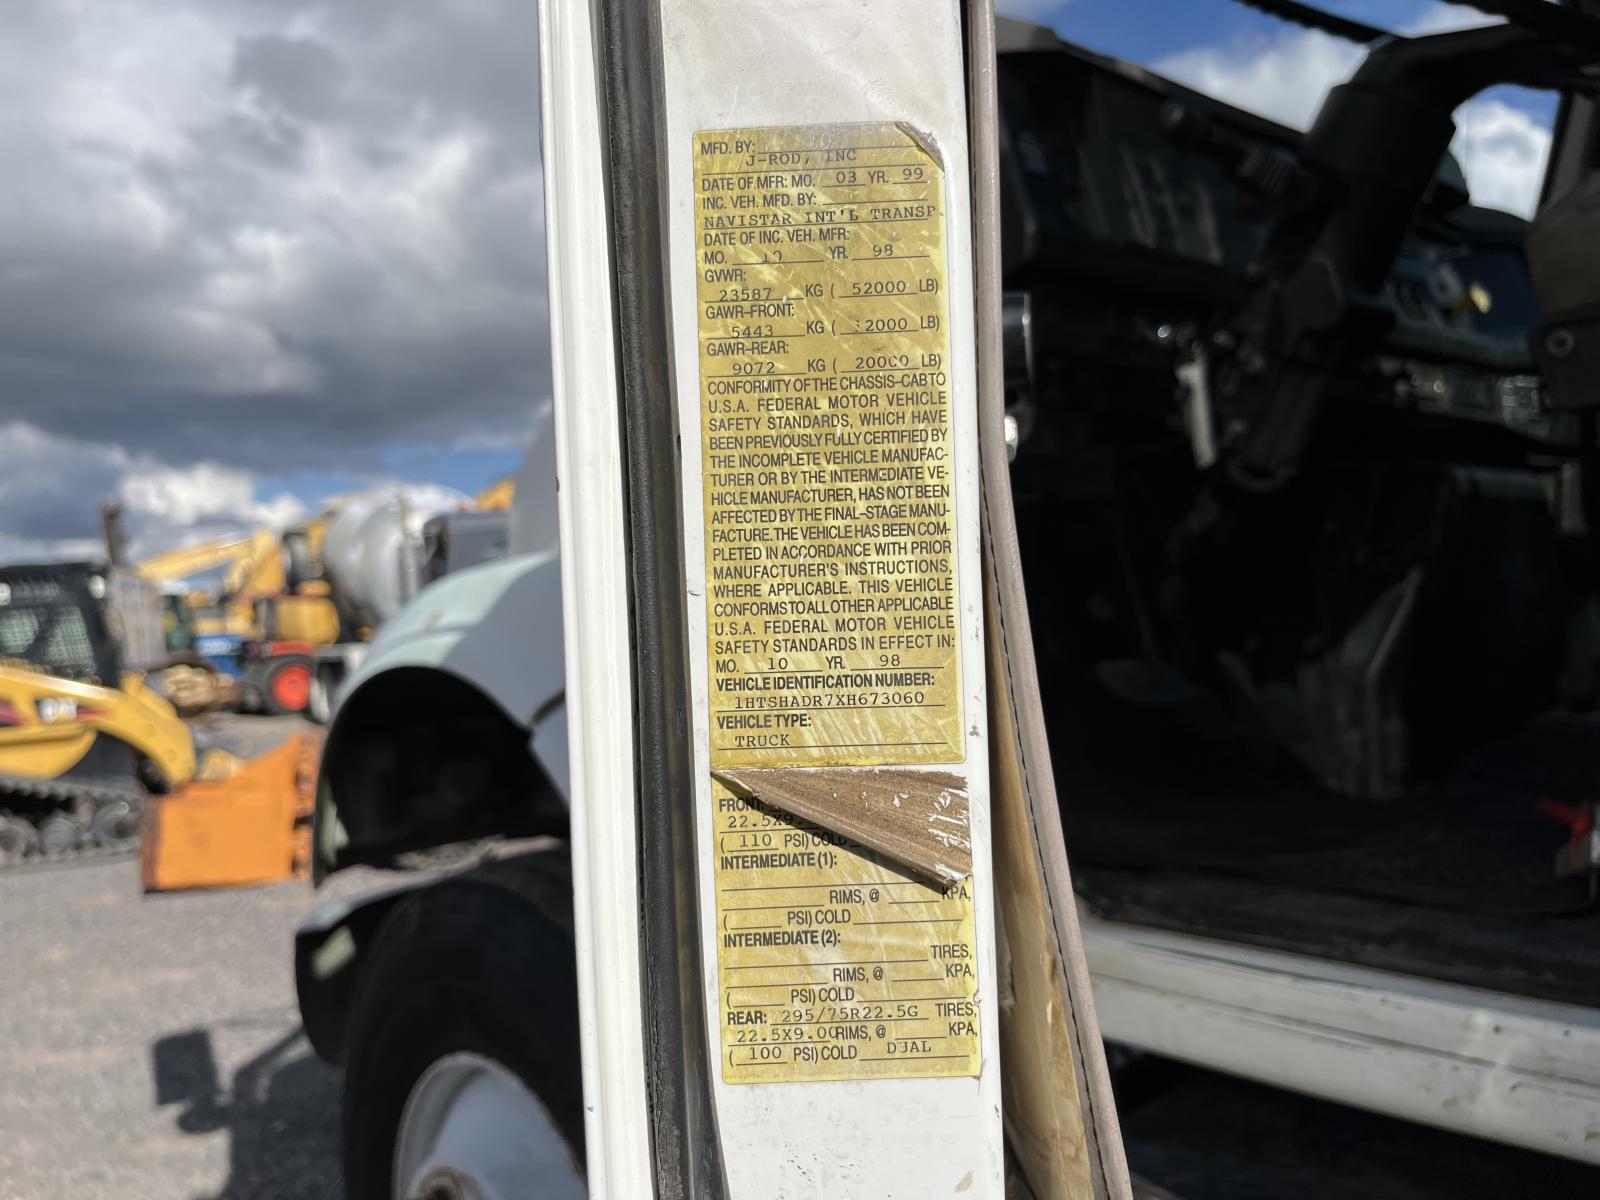 MFD. BY:
J-ROD, INC
DATE OF MFR: MO. 03 YR. 99
INC. VEH. MFD. BY:
NAVISTAR INT'L TRANSP.
DATE OF INC. VEH. MFR:
MO. 10 YR. 98
GVWR:
23587 KG ( 52000 LB)
GAWR-FRONT:
5443 KG ( 12000 LB)
GAWR-REAR:
9072 KG ( 20000 LB)
CONFORMITY OF THE CHASSIS-CAB TO
U.S.A. FEDERAL MOTOR VEHICLE
SAFETY STANDARDS, WHICH HAVE
BEEN PREVIOUSLY FULLY CERTIFIED BY
THE INCOMPLETE VEHICLE MANUFAC-
TURER OR BY THE INTERMEDIATE VE-
HICLE MANUFACTURER, HAS NOT BEEN
AFFECTED BY THE FINAL-STAGE MANU-
FACTURE. THE VEHICLE HAS BEEN COM-
PLETED IN ACCORDANCE WITH PRIOR
MANUFACTURER'S INSTRUCTIONS,
WHERE APPLICABLE. THIS VEHICLE
CONFORMS TO ALL OTHER APPLICABLE
U.S.A. FEDERAL MOTOR VEHICLE
SAFETY STANDARDS IN EFFECT IN:
MO. 10 YR. 98
VEHICLE IDENTIFICATION NUMBER:
1HTSHADR7XH673060
VEHICLE TYPE:
TRUCK
FRONT:
22.5X9.
( 110 PSI) COLD
INTERMEDIATE (1):
RIMS, @ KPA,
( PSI) COLD
INTERMEDIATE (2):
TIRES,
RIMS, @ KPA,
( PSI) COLD
REAR: 295/75R22.5G TIRES,
22.5X9.00 RIMS, @ KPA,
( 100 PSI) COLD DUAL